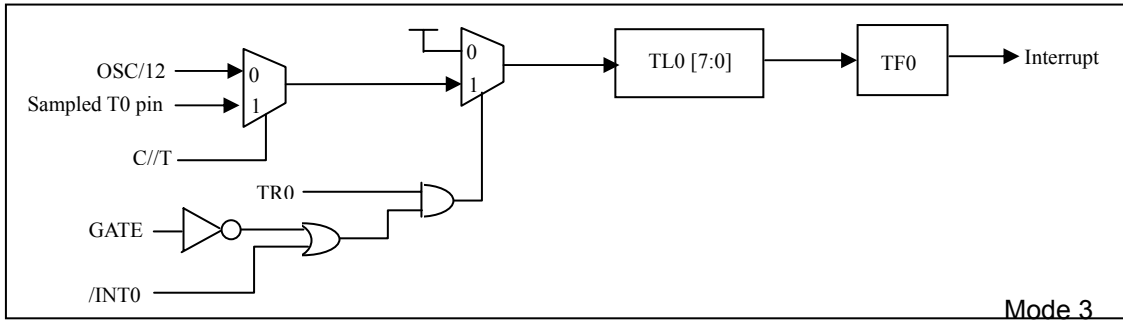 OSC/12
Sampled T0 pin
C//T
0
1
0
1
TL0 [7:0]
TF0
Interrupt
TR0
GATE
/INT0
Mode 3